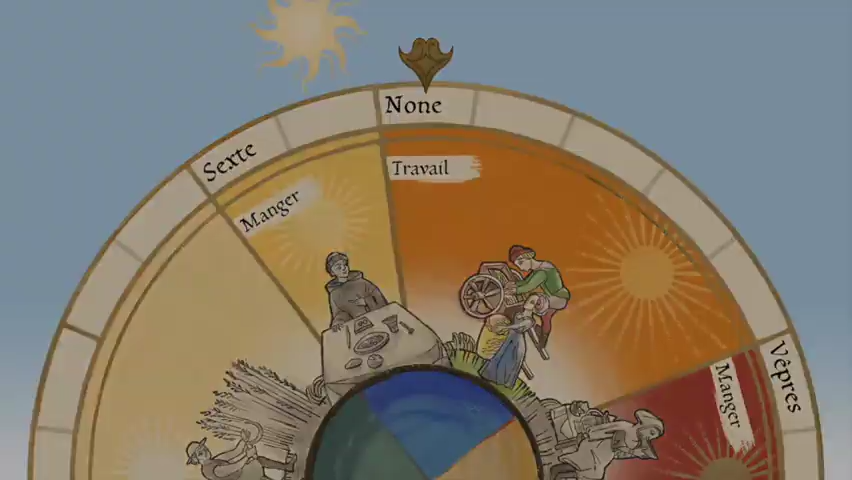 None
Sexte
Travail
Manger
Vêpres
Manger